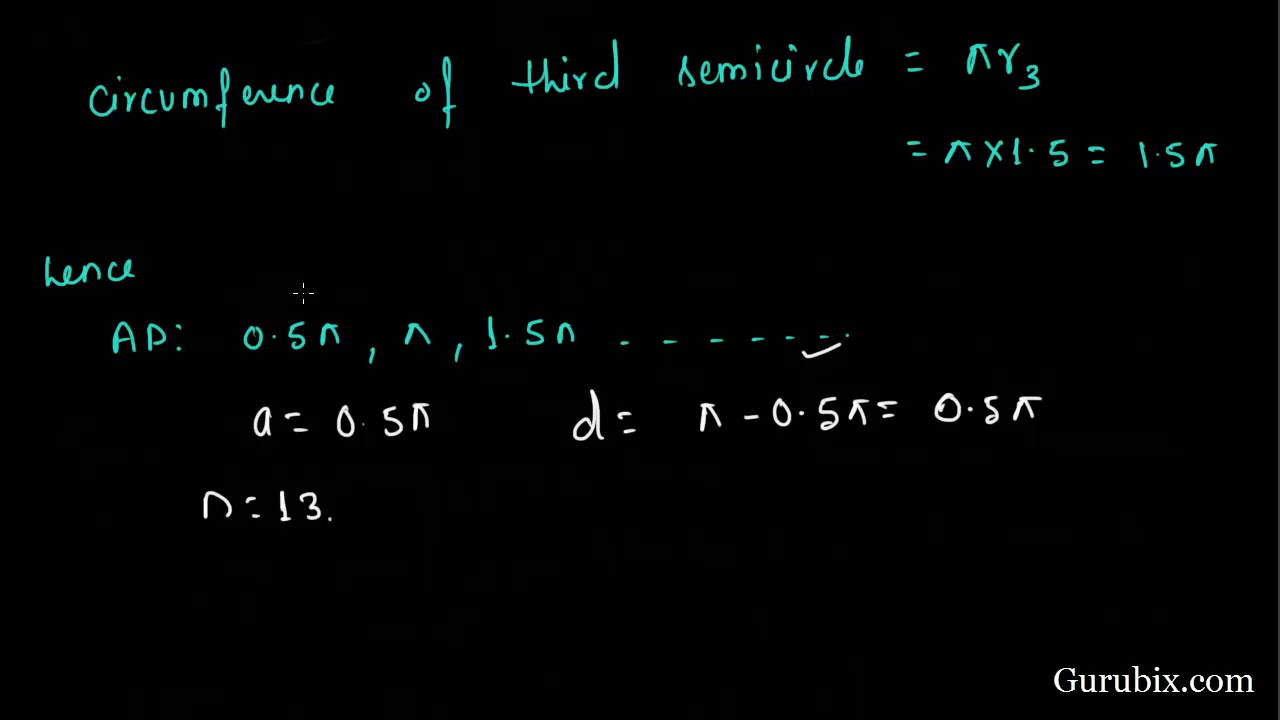 circumference of third semicircle = πr₃
= π×1.5 = 1.5π
hence
AP: 0.5π, π, 1.5π - - - - - - .
a = 0.5π d = π - 0.5π = 0.5π
n = 13.
Gurubix.com